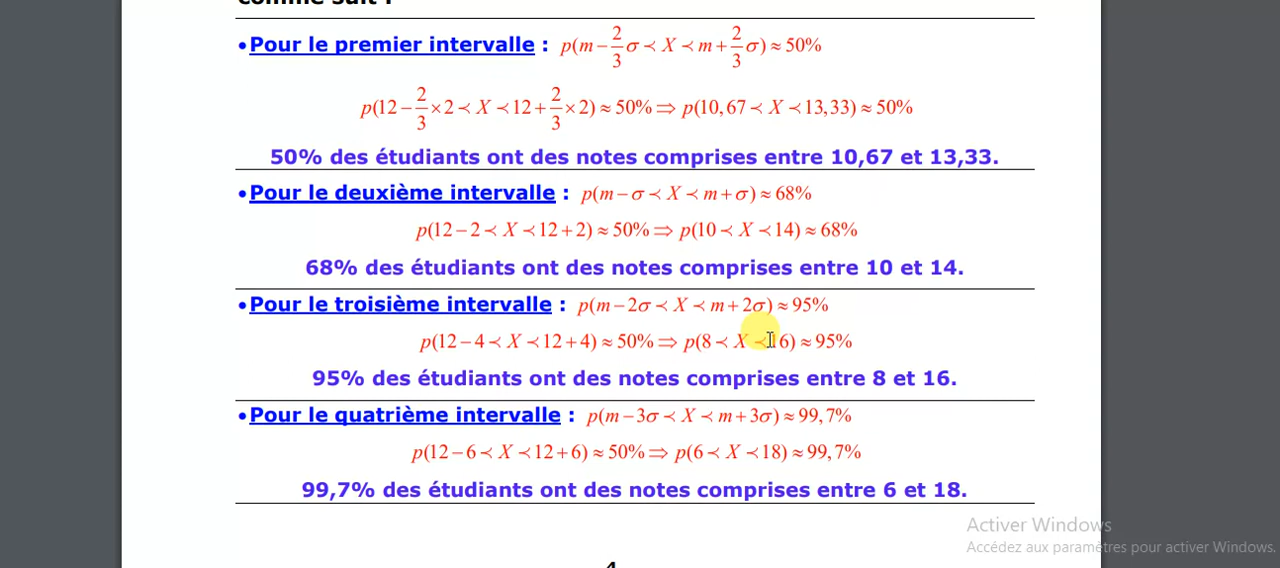 comme suit :
•Pour le premier intervalle : p(m − 2/3 σ ≺ X ≺ m + 2/3 σ) ≈ 50%
p(12 − 2/3 × 2 ≺ X ≺ 12 + 2/3 × 2) ≈ 50% ⇒ p(10,67 ≺ X ≺ 13,33) ≈ 50%
50% des étudiants ont des notes comprises entre 10,67 et 13,33.
•Pour le deuxième intervalle : p(m − σ ≺ X ≺ m + σ) ≈ 68%
p(12 − 2 ≺ X ≺ 12 + 2) ≈ 50% ⇒ p(10 ≺ X ≺ 14) ≈ 68%
68% des étudiants ont des notes comprises entre 10 et 14.
•Pour le troisième intervalle : p(m − 2σ ≺ X ≺ m + 2σ) ≈ 95%
p(12 − 4 ≺ X ≺ 12 + 4) ≈ 50% ⇒ p(8 ≺ X ≺ 16) ≈ 95%
95% des étudiants ont des notes comprises entre 8 et 16.
•Pour le quatrième intervalle : p(m − 3σ ≺ X ≺ m + 3σ) ≈ 99,7%
p(12 − 6 ≺ X ≺ 12 + 6) ≈ 50% ⇒ p(6 ≺ X ≺ 18) ≈ 99,7%
99,7% des étudiants ont des notes comprises entre 6 et 18.
Activer Windows
Accédez aux paramètres pour activer Windows.